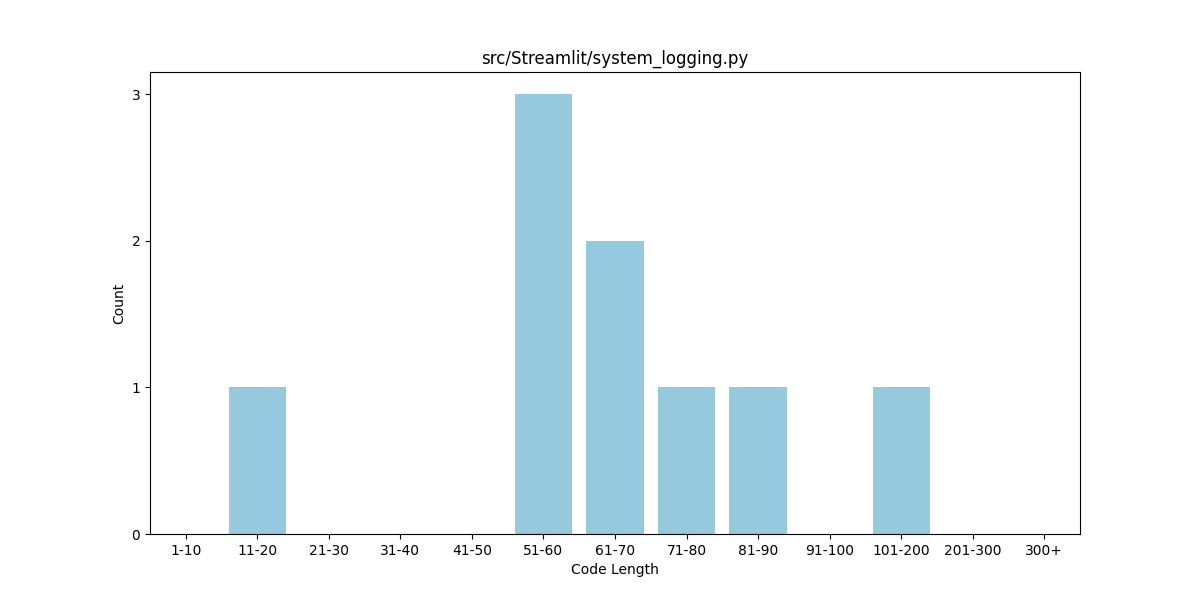 src/Streamlit/system_logging.py
3
2
1
0
Count
1-10 11-20 21-30 31-40 41-50 51-60 61-70 71-80 81-90 91-100 101-200 201-300 300+
Code Length